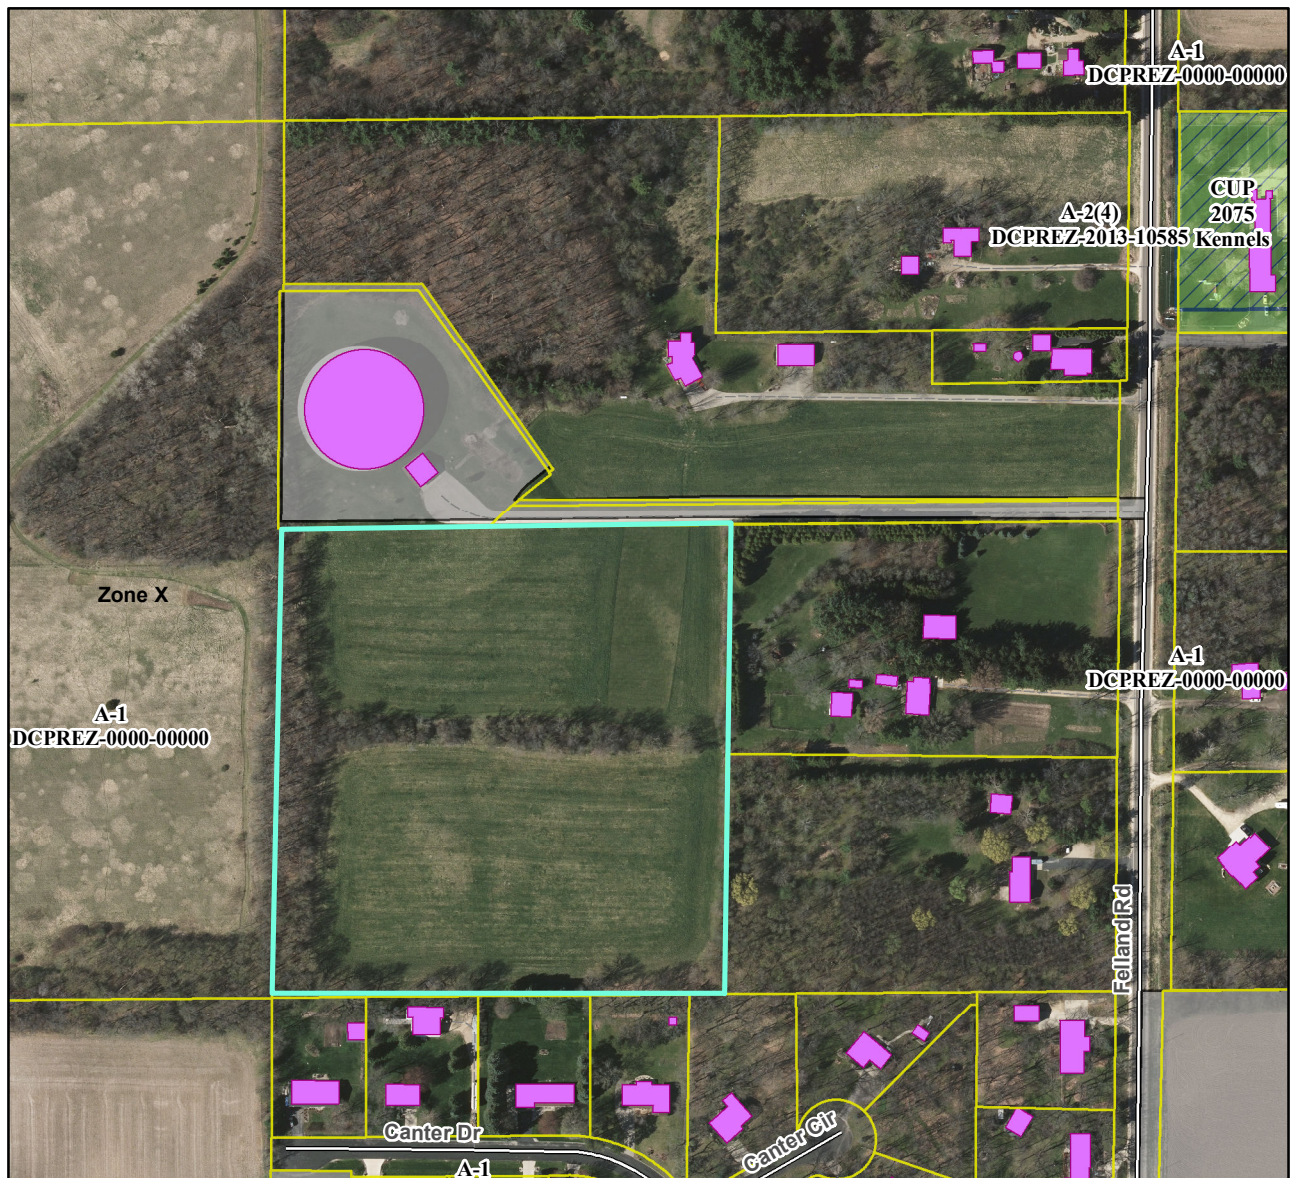 A-1
DCPREZ-0000-00000
CUP
2075
Kennels
A-2(4)
DCPREZ-2013-10585
Zone X
A-1
DCPREZ-0000-00000
A-1
DCPREZ-0000-00000
Felland Rd
Canter Dr
Canter Cir
A-1